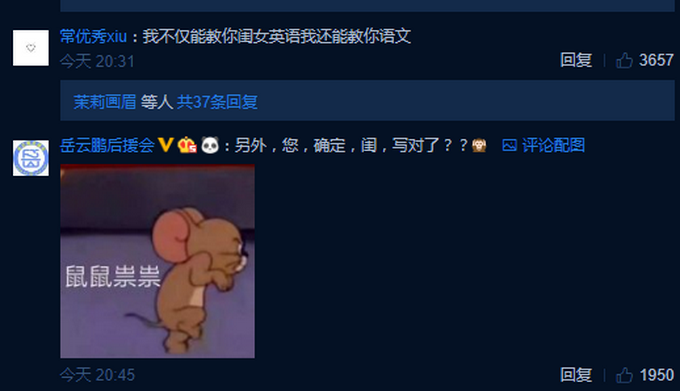 常优秀xiu：我不仅能教你闺女英语我还能教你语文
今天 20:31
回复 3657
茉莉画眉 等人 共37条回复
岳云鹏后援会：另外，您，确定，闺，写对了？？ 评论配图
鼠鼠祟祟
今天 20:45
回复 1950